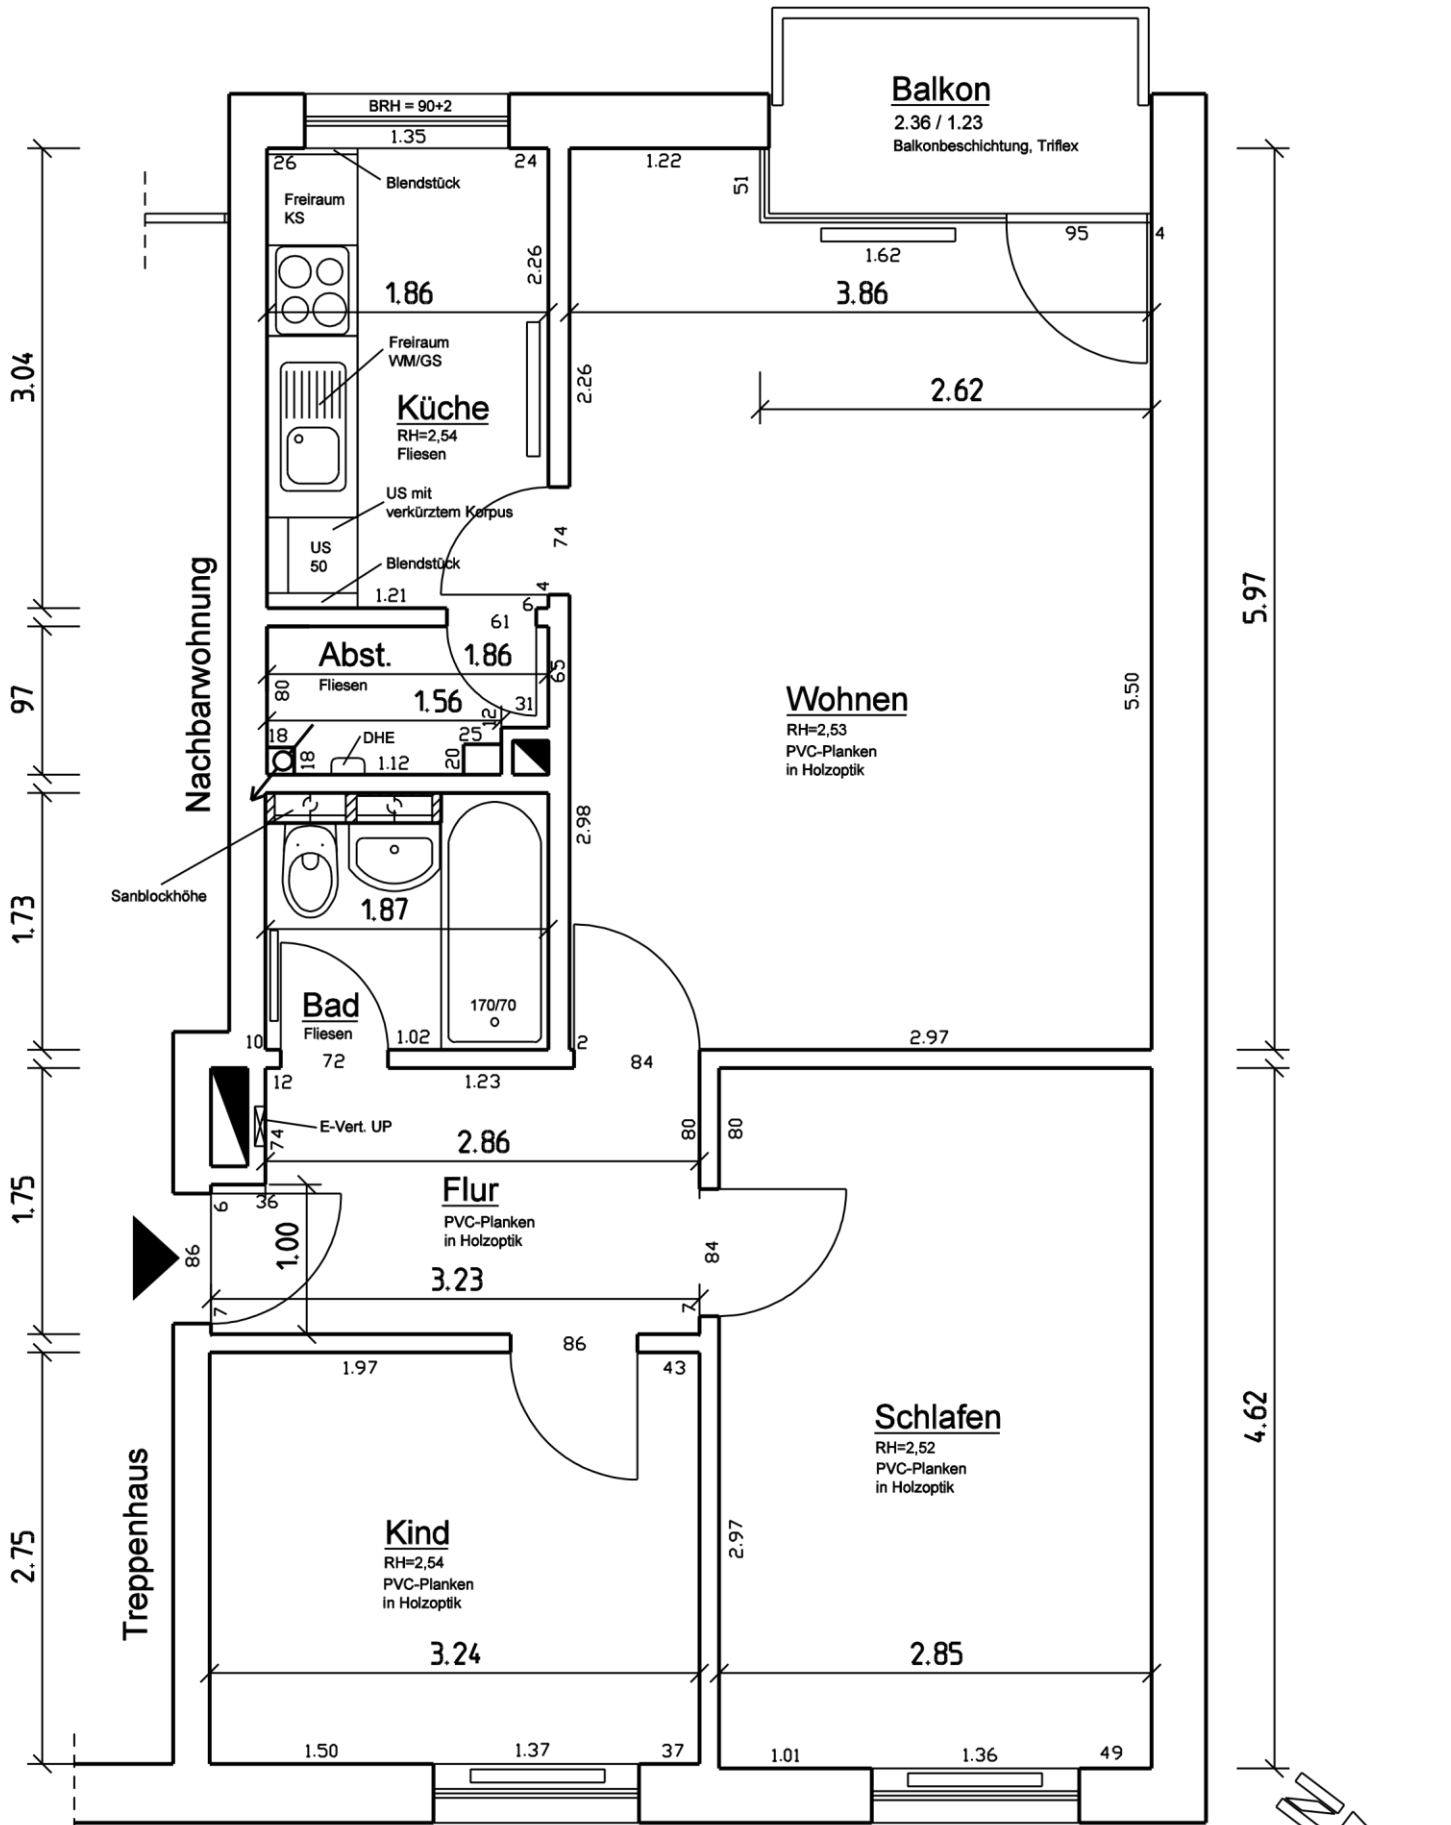 Balkon
2.36 / 1.23
Balkonbeschichtung, Triflex
BRH = 90+2
1.35
26
24
1.22
51
Blendstück
Freiraum
KS
95
4
1.62
2.26
1.86
3.86
Freiraum
WM/GS
2.26
2.62
3.04
Küche
RH=2,54
Fliesen
US mit
verkürztem Korpus
74
US
50
Blendstück
1.21
4
6
61
5.97
Nachbarwohnung
Abst.
Fliesen
1.86
65
80
1.56
31
12
97
18
18
DHE
1.12
25
20
Wohnen
RH=2,53
PVC-Planken
in Holzoptik
5.50
2.98
Sanblockhöhe
1.73
1.87
Bad
Fliesen
170/70
10
72
1.02
2
84
2.97
12
1.23
E-Vert. UP
74
2.86
80
80
1.75
Flur
PVC-Planken
in Holzoptik
6
36
1.00
86
84
3.23
7
7
86
1.97
43
Schlafen
RH=2,52
PVC-Planken
in Holzoptik
4.62
Treppenhaus
Kind
RH=2,54
PVC-Planken
in Holzoptik
2.97
2.75
3.24
2.85
1.50
1.37
37
1.01
1.36
49
N